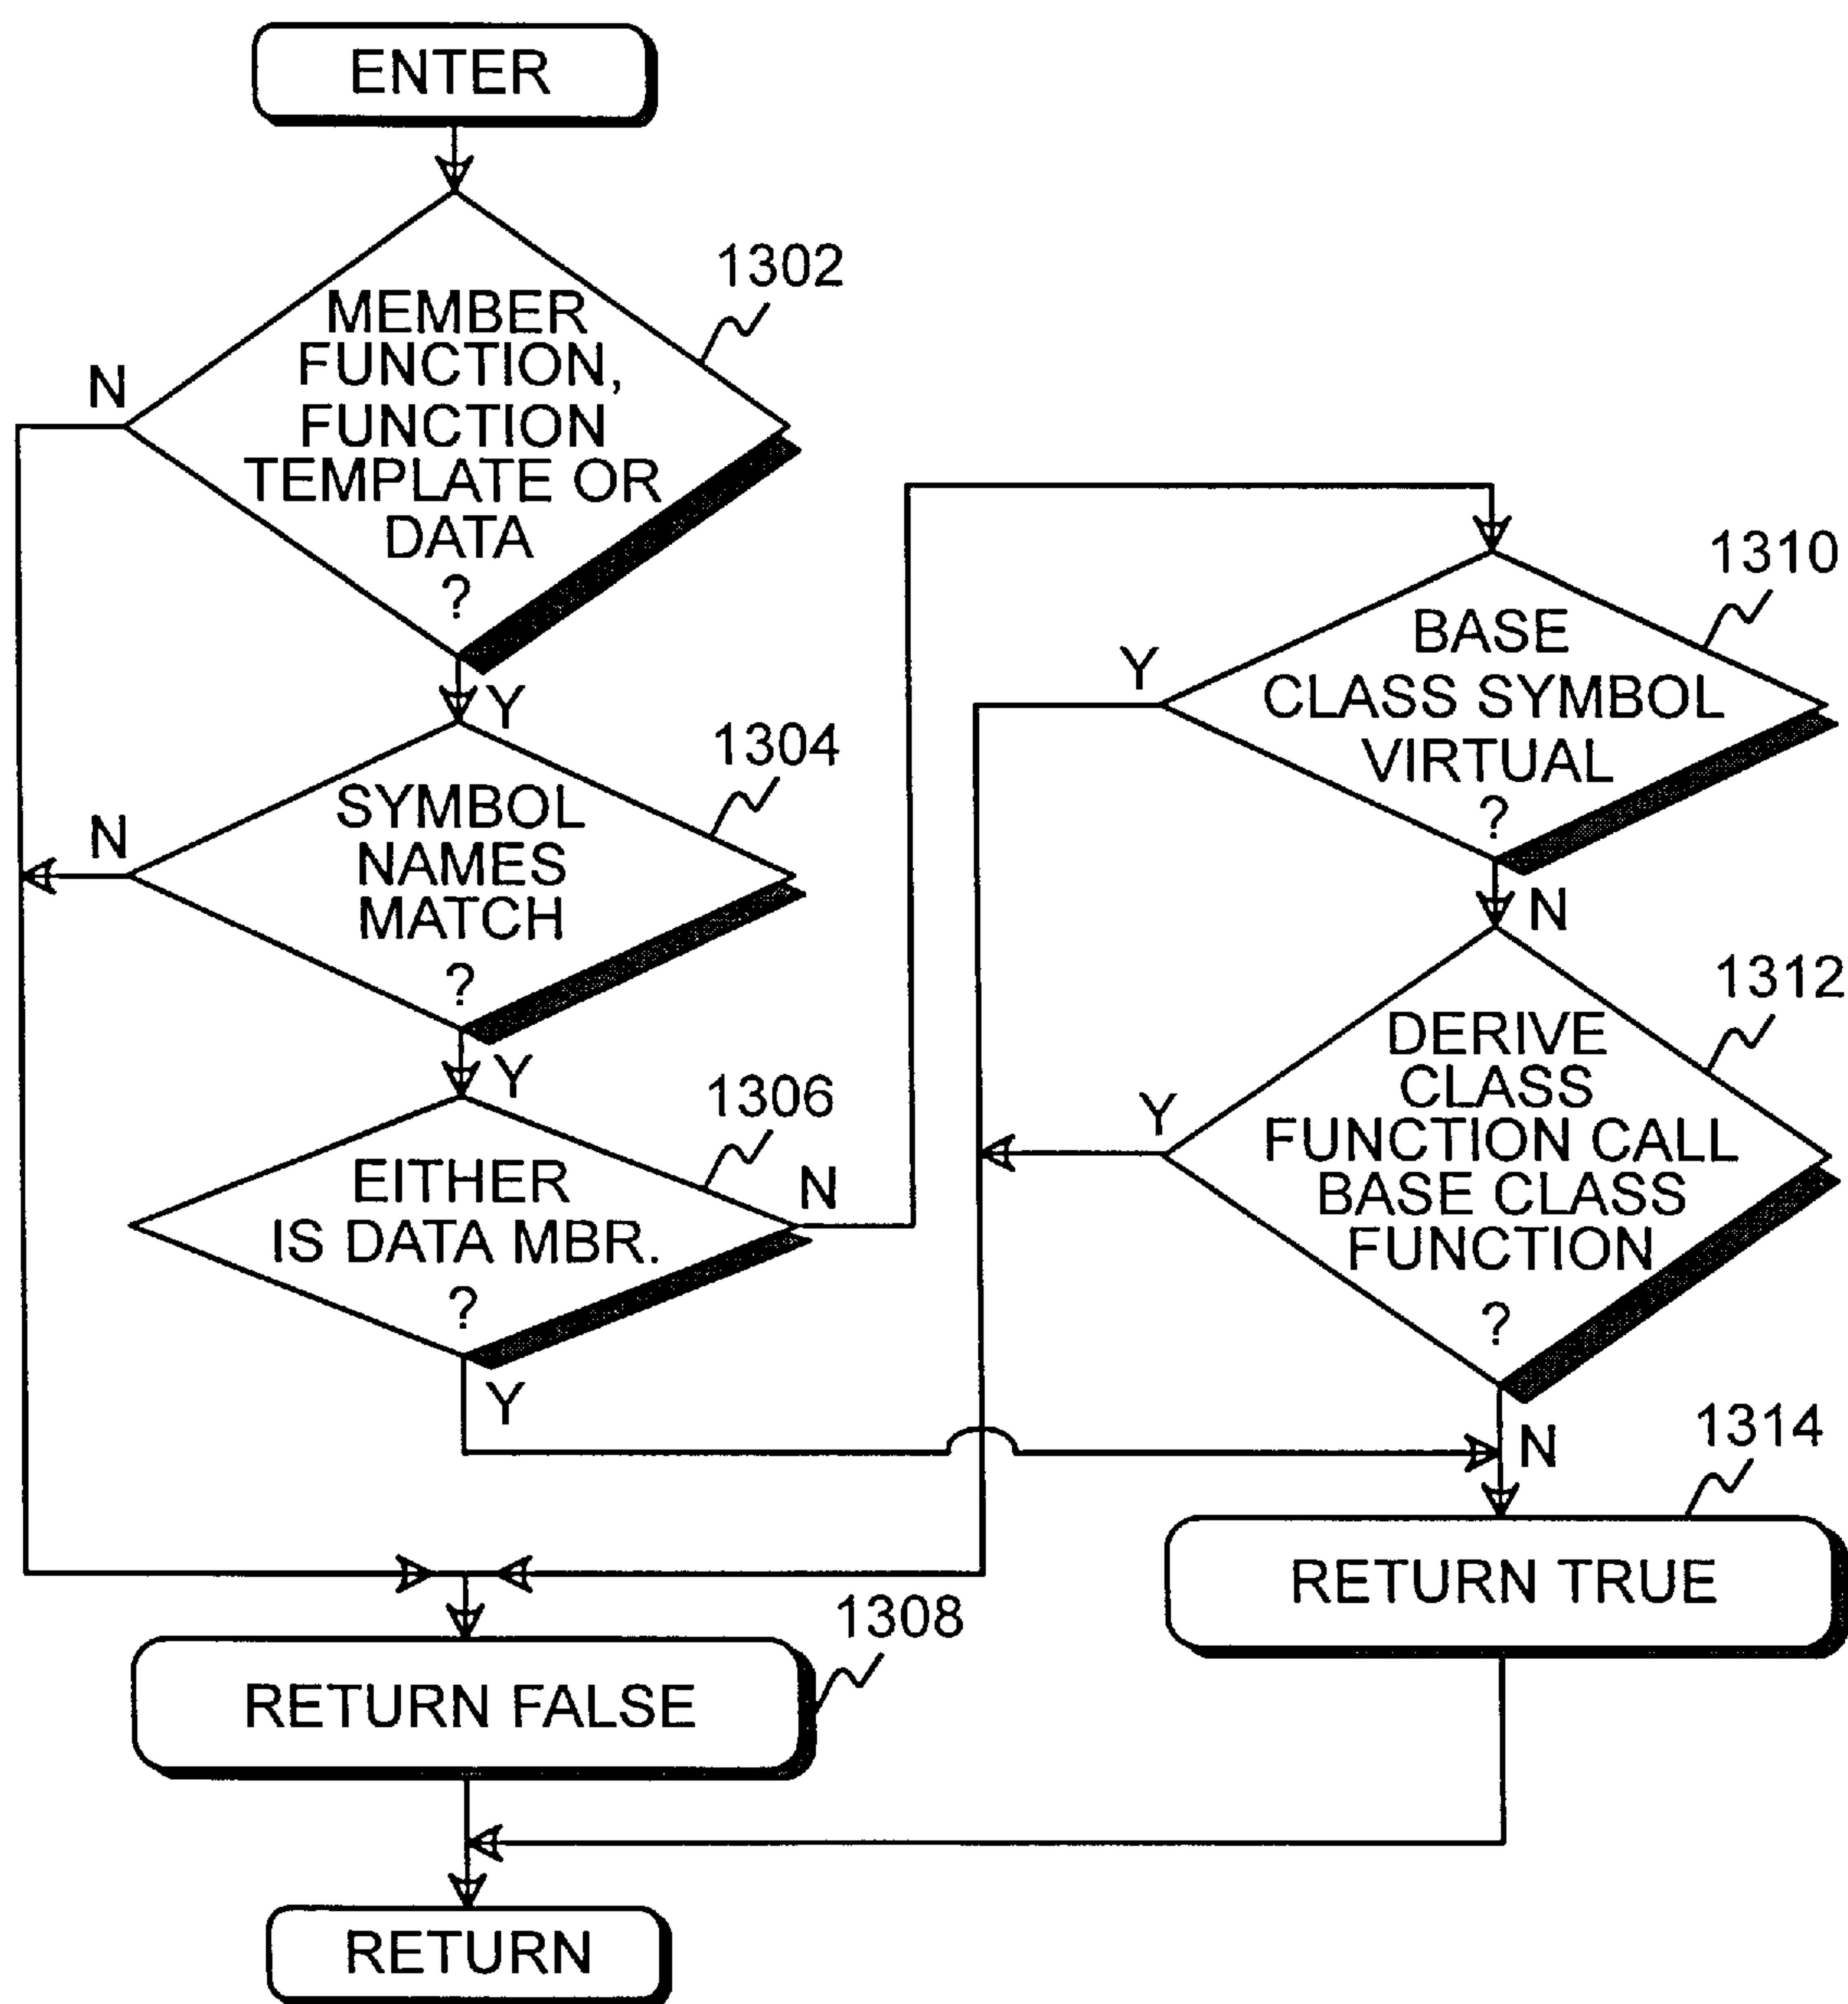 ENTER
1302
MEMBER
FUNCTION,
FUNCTION
TEMPLATE OR
DATA
?
N
Y
1304
SYMBOL
NAMES
MATCH
?
N
Y
1306
EITHER
IS DATA MBR.
?
N
Y
1310
BASE
CLASS SYMBOL
VIRTUAL
?
Y
N
1312
DERIVE
CLASS
FUNCTION CALL
BASE CLASS
FUNCTION
?
Y
N
1314
RETURN TRUE
1308
RETURN FALSE
RETURN